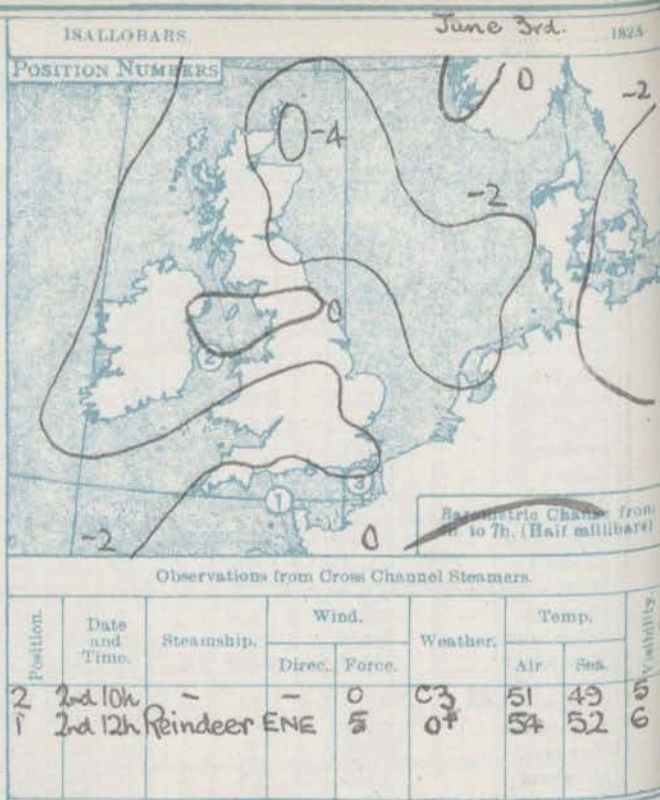 ISALLOBARS. June 3rd. 1923
POSITION NUMBERS
0
-2
-4
-2
0
2
3
1
-2
0
Barometric Change from
to 7h. (Half millibars)
Observations from Cross Channel Steamers.
Position. Date and Time. Steamship. Wind. Direc. Force. Weather. Temp. Air Sea Visibility.
2 2nd 10h - - 0 C3 51 49 5
1 2nd 12h Reindeer ENE 5 54 52 6